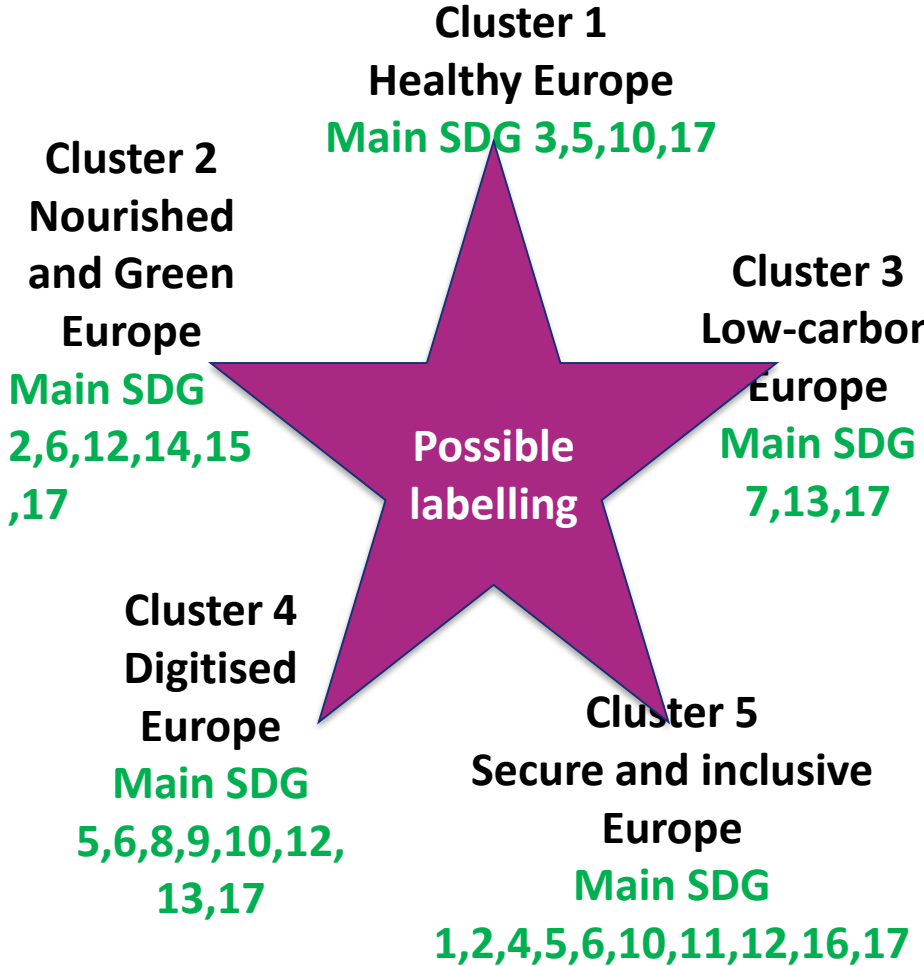 Cluster 1
Healthy Europe
Main SDG 3,5,10,17
Cluster 2
Nourished
and Green
Europe
Main SDG
2,6,12,14,15
,17
Cluster 3
Low-carbon
Europe
Main SDG
7,13,17
Possible
labelling
Cluster 4
Digitised
Europe
Main SDG
5,6,8,9,10,12,
13,17
Cluster 5
Secure and inclusive
Europe
Main SDG
1,2,4,5,6,10,11,12,16,17